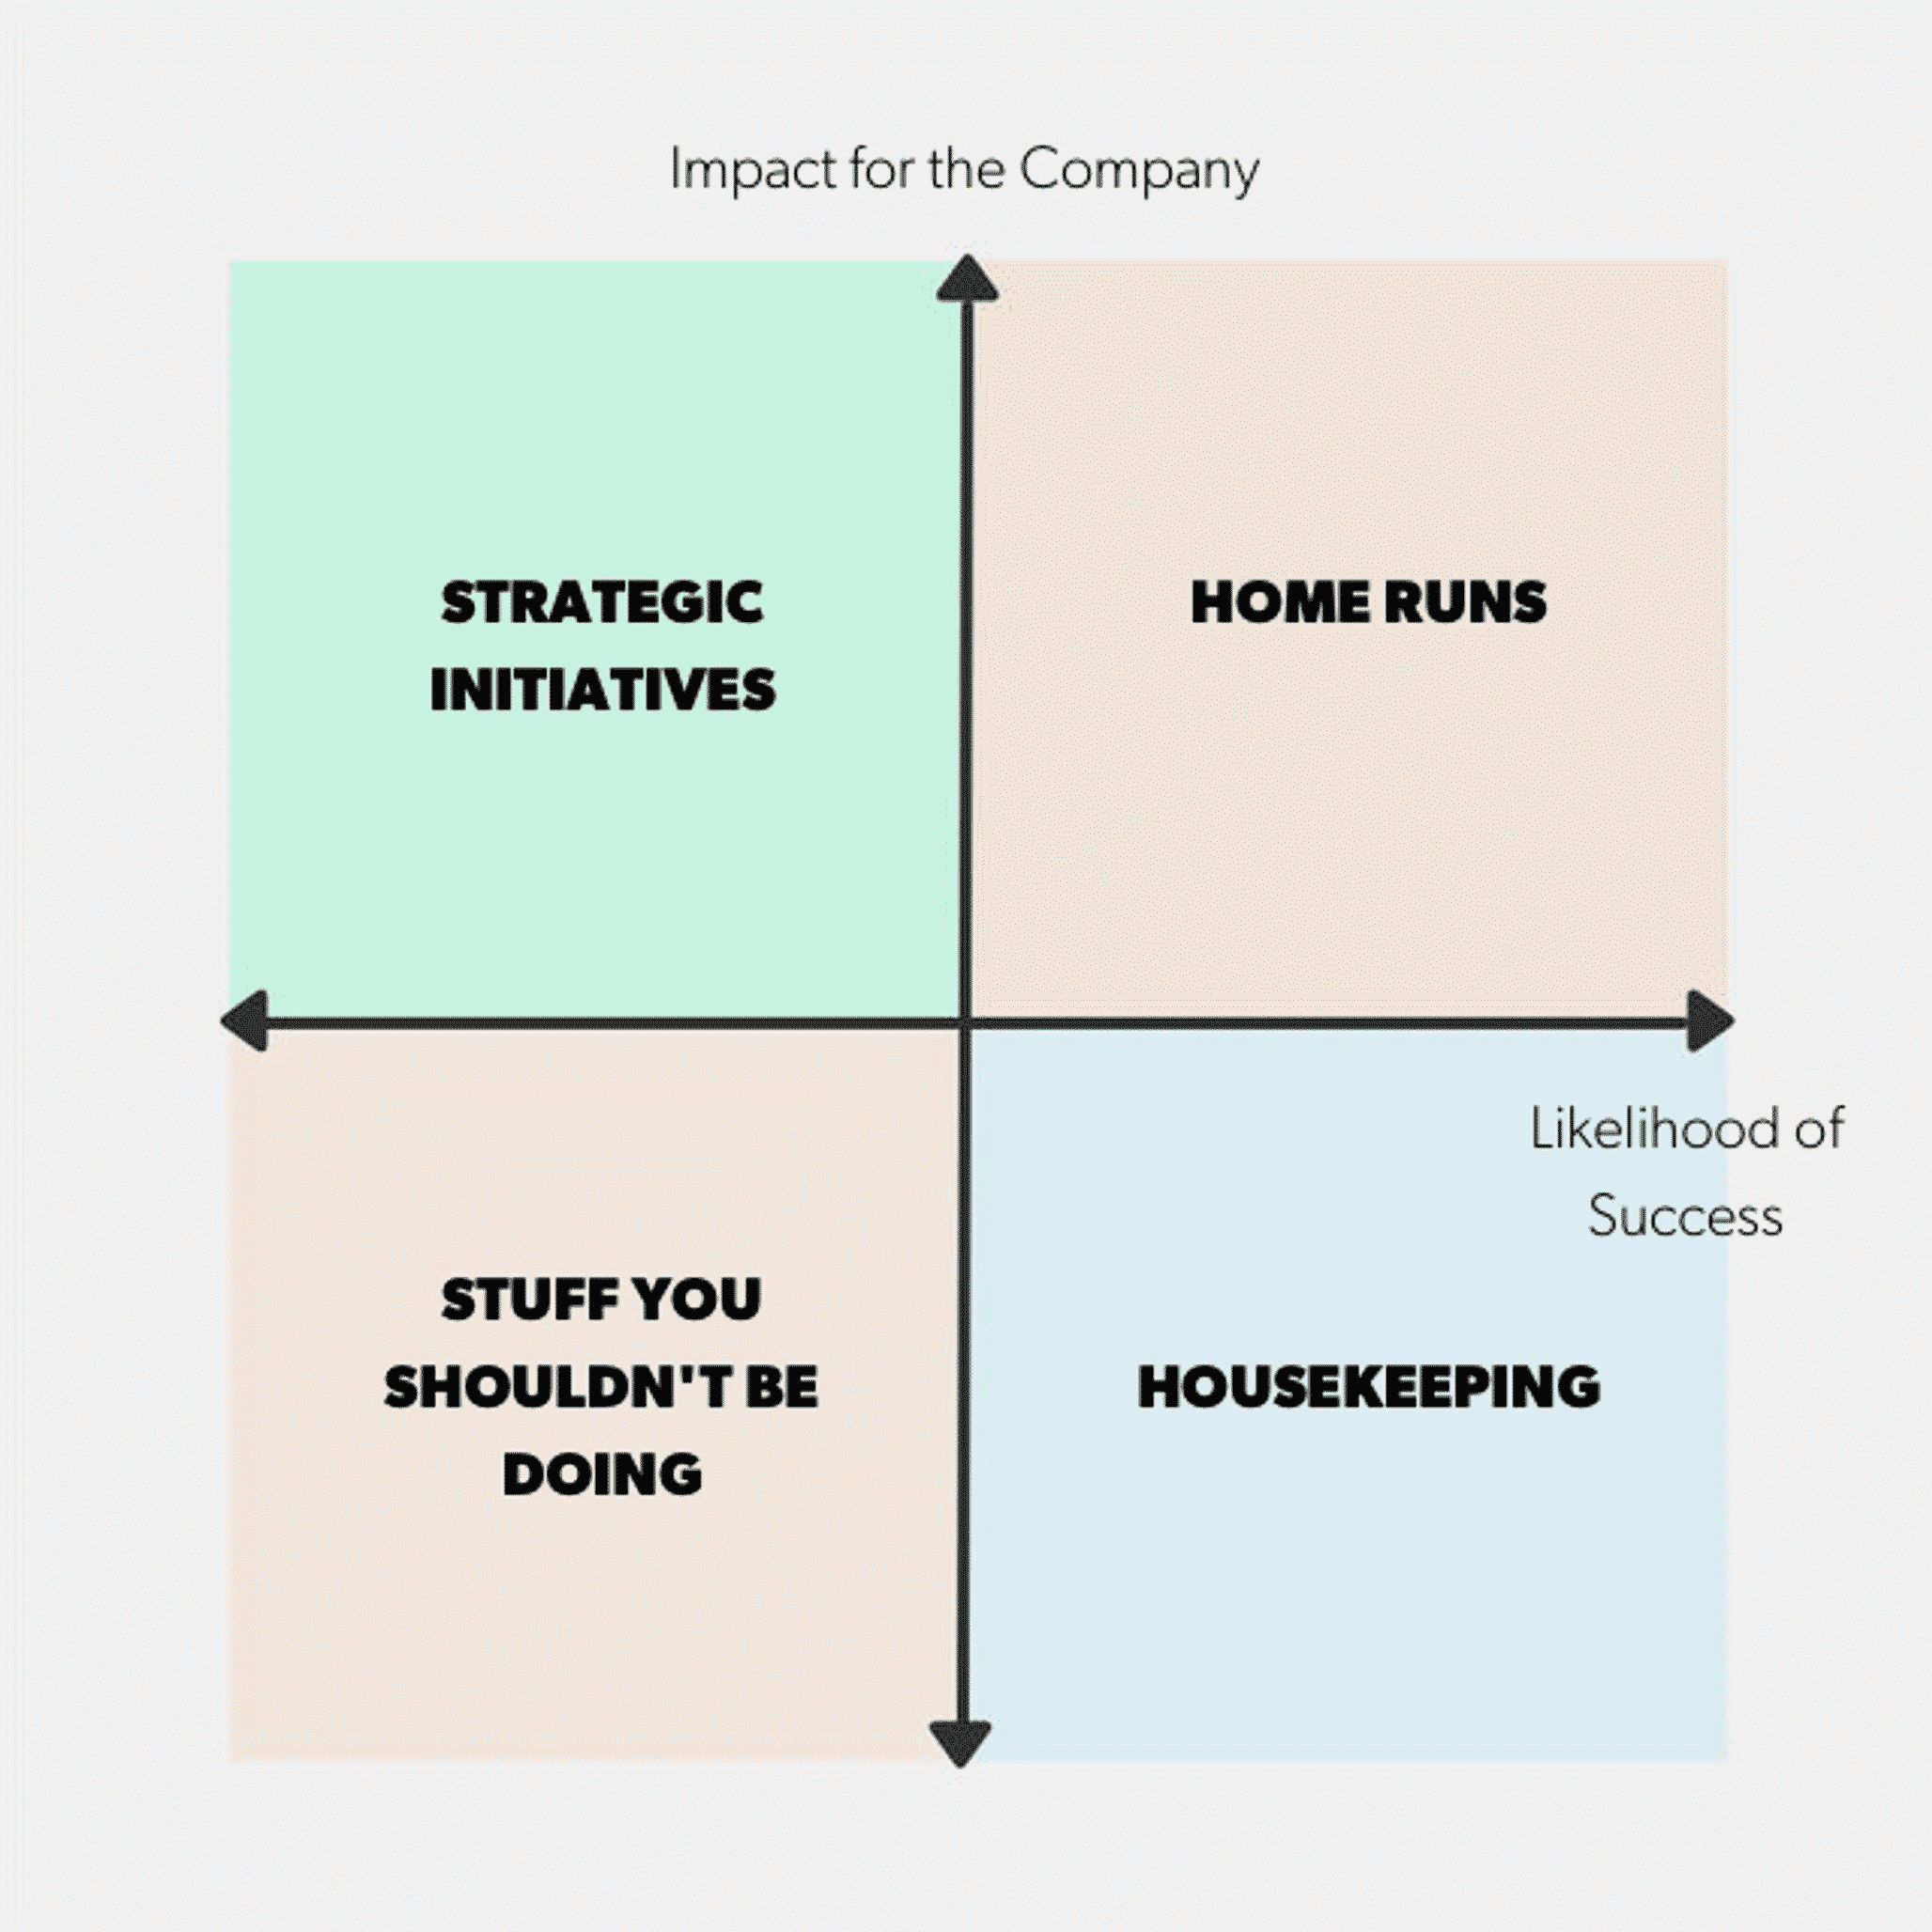 Impact for the Company
STRATEGIC
INITIATIVES
HOME RUNS
Likelihood of
Success
STUFF YOU
SHOULDN'T BE
DOING
HOUSEKEEPING